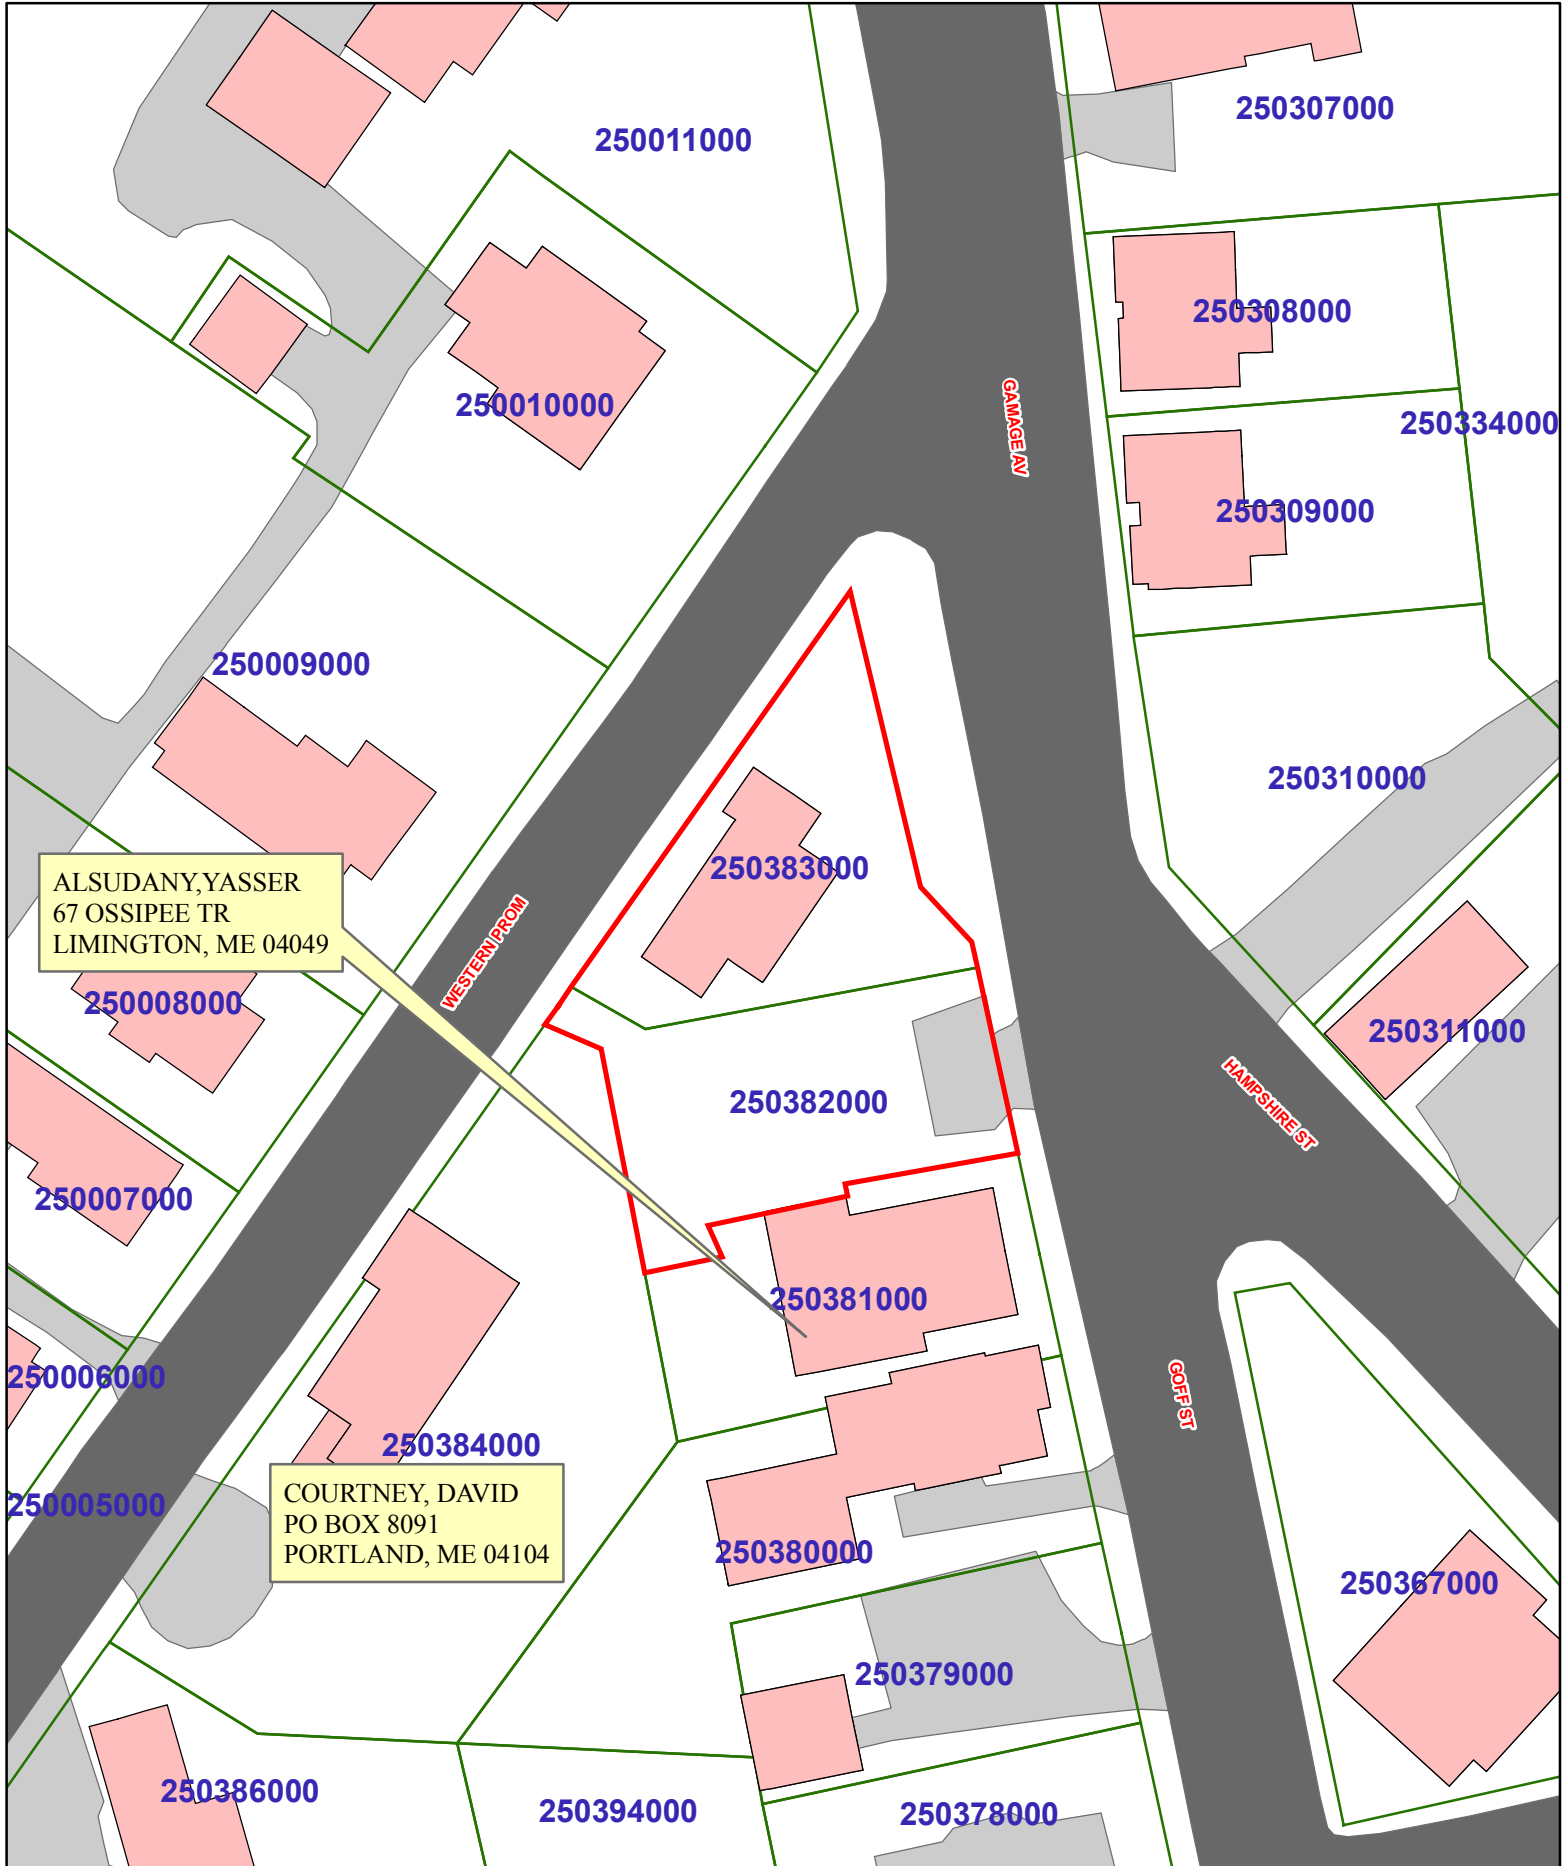 250307000
250011000
250308000
GAMAGE AV
250010000
250334000
250309000
250009000
250310000
250383000
ALSUDANY,YASSER
67 OSSIPEE TR
LIMINGTON, ME 04049
WESTERN PROM
250008000
250311000
250382000
HAMPSHIRE ST
250007000
250381000
250006000
GOFF ST
250384000
250005000
COURTNEY, DAVID
PO BOX 8091
PORTLAND, ME 04104
250380000
250367000
250379000
250386000
250394000
250378000